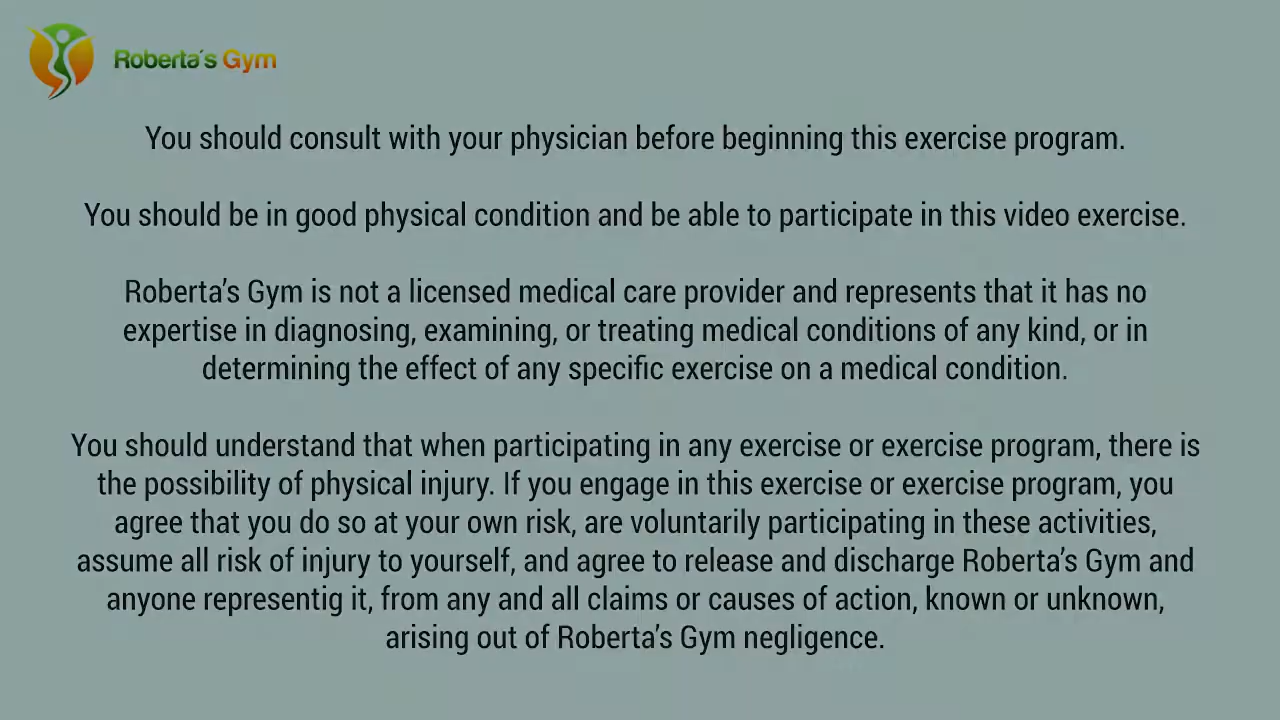 Roberta´s Gym
You should consult with your physician before beginning this exercise program.
You should be in good physical condition and be able to participate in this video exercise.
Roberta’s Gym is not a licensed medical care provider and represents that it has no
expertise in diagnosing, examining, or treating medical conditions of any kind, or in
determining the effect of any specific exercise on a medical condition.
You should understand that when participating in any exercise or exercise program, there is
the possibility of physical injury. If you engage in this exercise or exercise program, you
agree that you do so at your own risk, are voluntarily participating in these activities,
assume all risk of injury to yourself, and agree to release and discharge Roberta’s Gym and
anyone representig it, from any and all claims or causes of action, known or unknown,
arising out of Roberta’s Gym negligence.